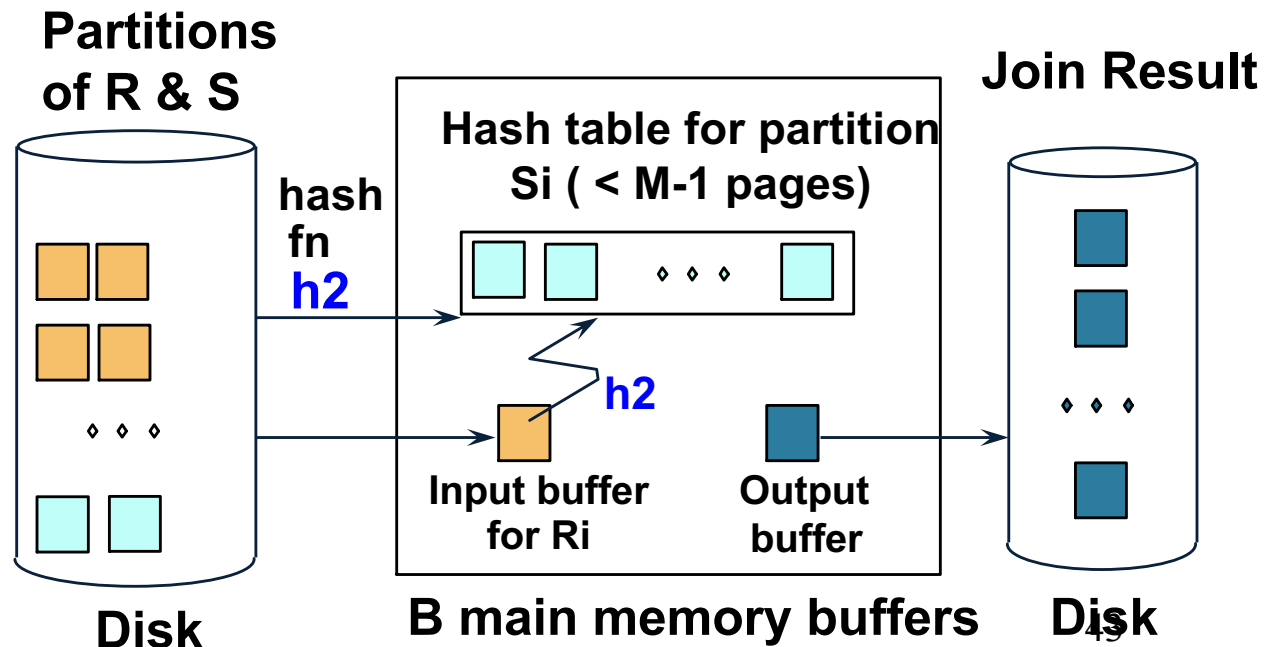 Partitions
of R & S
Join Result
Hash table for partition
Si ( < M-1 pages)
hash
fn
h2
h2
Input buffer
for Ri
Output
buffer
B main memory buffers
Disk
Disk
43